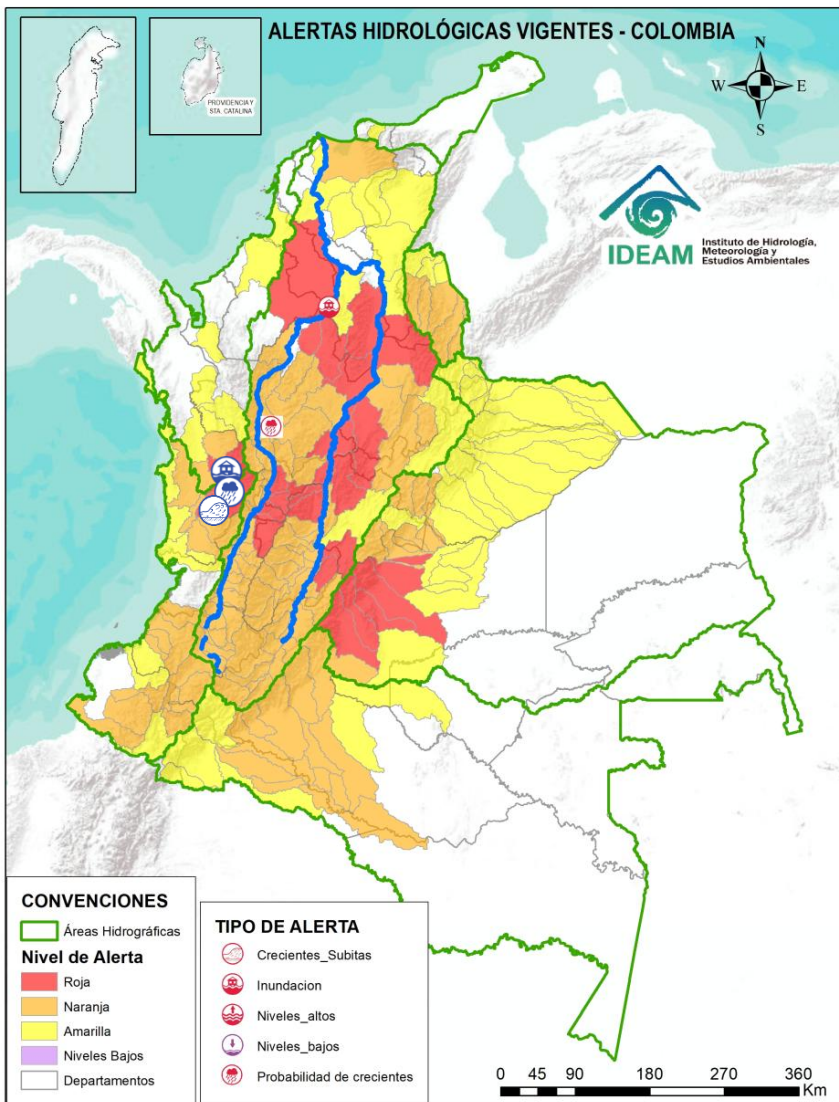 ALERTAS HIDROLÓGICAS VIGENTES - COLOMBIA
PROVIDENCIA Y
STA. CATALINA
N
W
E
S
IDEAM
Instituto de Hidrología,
Meteorología y
Estudios Ambientales
CONVENCIONES
Áreas Hidrográficas
Nivel de Alerta
Roja
Naranja
Amarilla
Niveles Bajos
Departamentos
TIPO DE ALERTA
Crecientes_Subitas
Inundacion
Niveles_altos
Niveles_bajos
Probabilidad de crecientes
0 45 90 180 270 360
Km